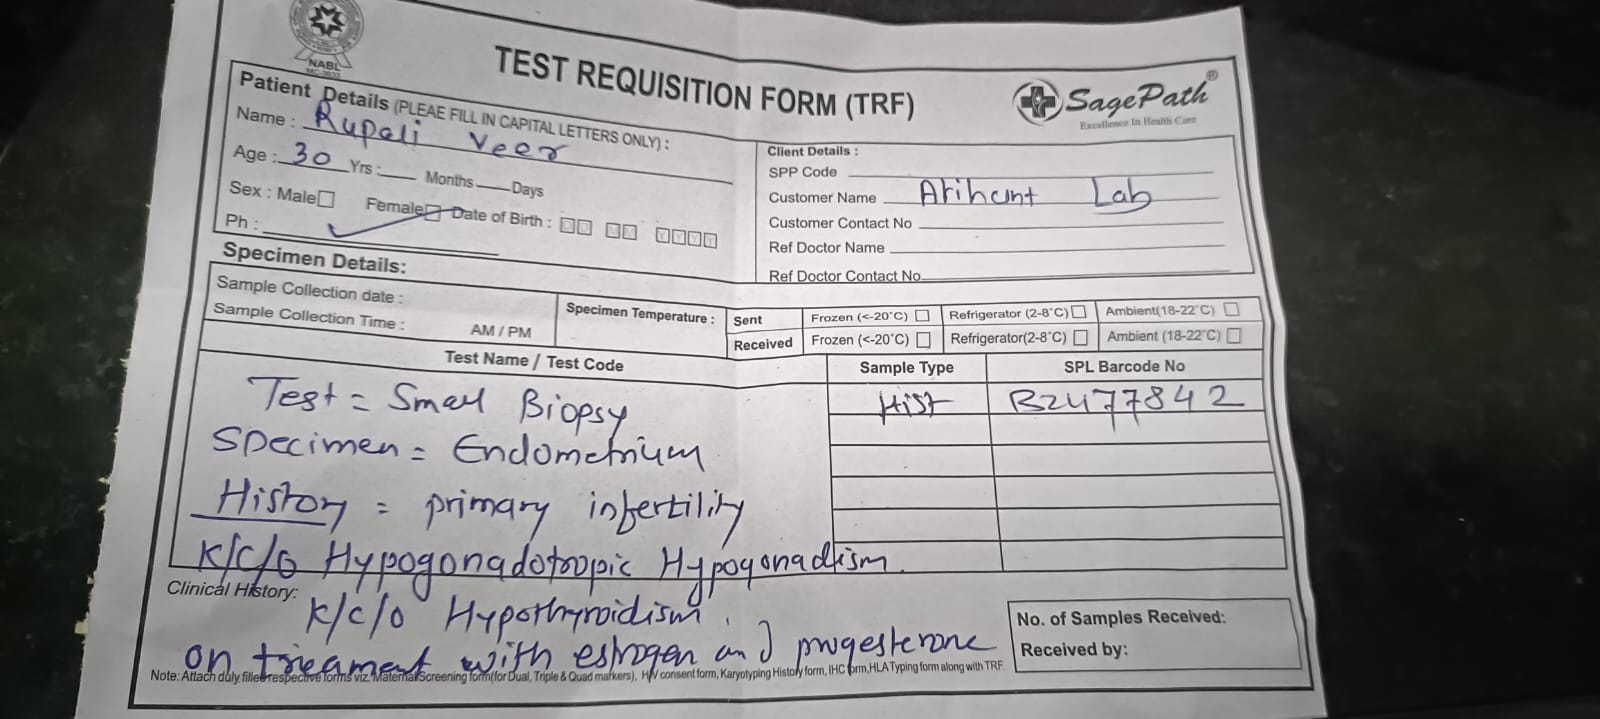 NABL
TEST REQUISITION FORM (TRF)
SagePath®
Excellence In Health Care
Patient Details (PLEAE FILL IN CAPITAL LETTERS ONLY) :
Name : Rupali Veer
Age : 30 Yrs : Months Days
Sex : Male Female Date of Birth :
Ph :
Client Details :
SPP Code
Customer Name Arihant Lab
Customer Contact No
Ref Doctor Name
Ref Doctor Contact No
Specimen Details:
Sample Collection date :
Sample Collection Time : AM / PM
Specimen Temperature :
Sent Frozen (<-20°C) Refrigerator (2-8°C) Ambient(18-22°C)
Received Frozen (<-20°C) Refrigerator(2-8°C) Ambient (18-22°C)
Test Name / Test Code Sample Type SPL Barcode No
Test = Small Biopsy Hist B2477842
Specimen = Endometrium
History = primary infertility
K/C/O Hypogonadotropic Hypogonadism.
Clinical History:
K/C/O Hypothyroidism.
on treament with estrogen and progesterone
No. of Samples Received:
Received by:
Note: Attach duly filled respective forms viz. Maternal Screening form(for Dual, Triple & Quad markers), HIV consent form, Karyotyping History form, IHC form,HLA Typing form along with TRF.